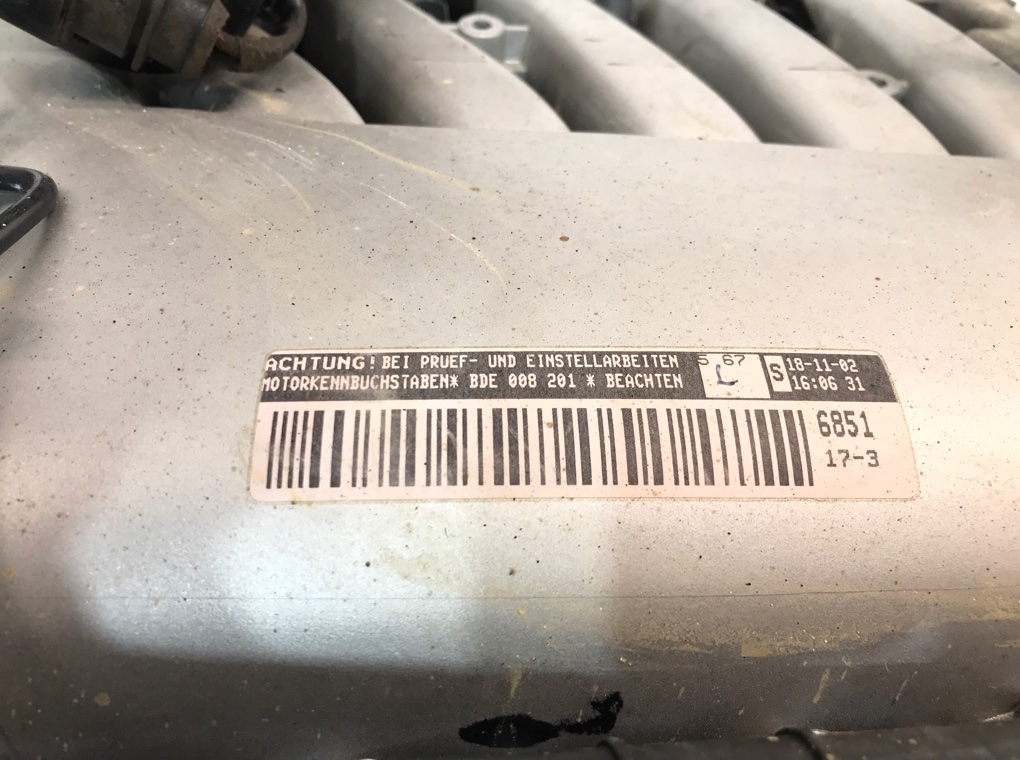 ACHTUNG! BEI PRUEF- UND EINSTELLARBEITEN
MOTORKENNBUCHSTABEN* BDE 008 201 * BEACHTEN
67
L
S
18-11-02
16:06 31
6851
17-3